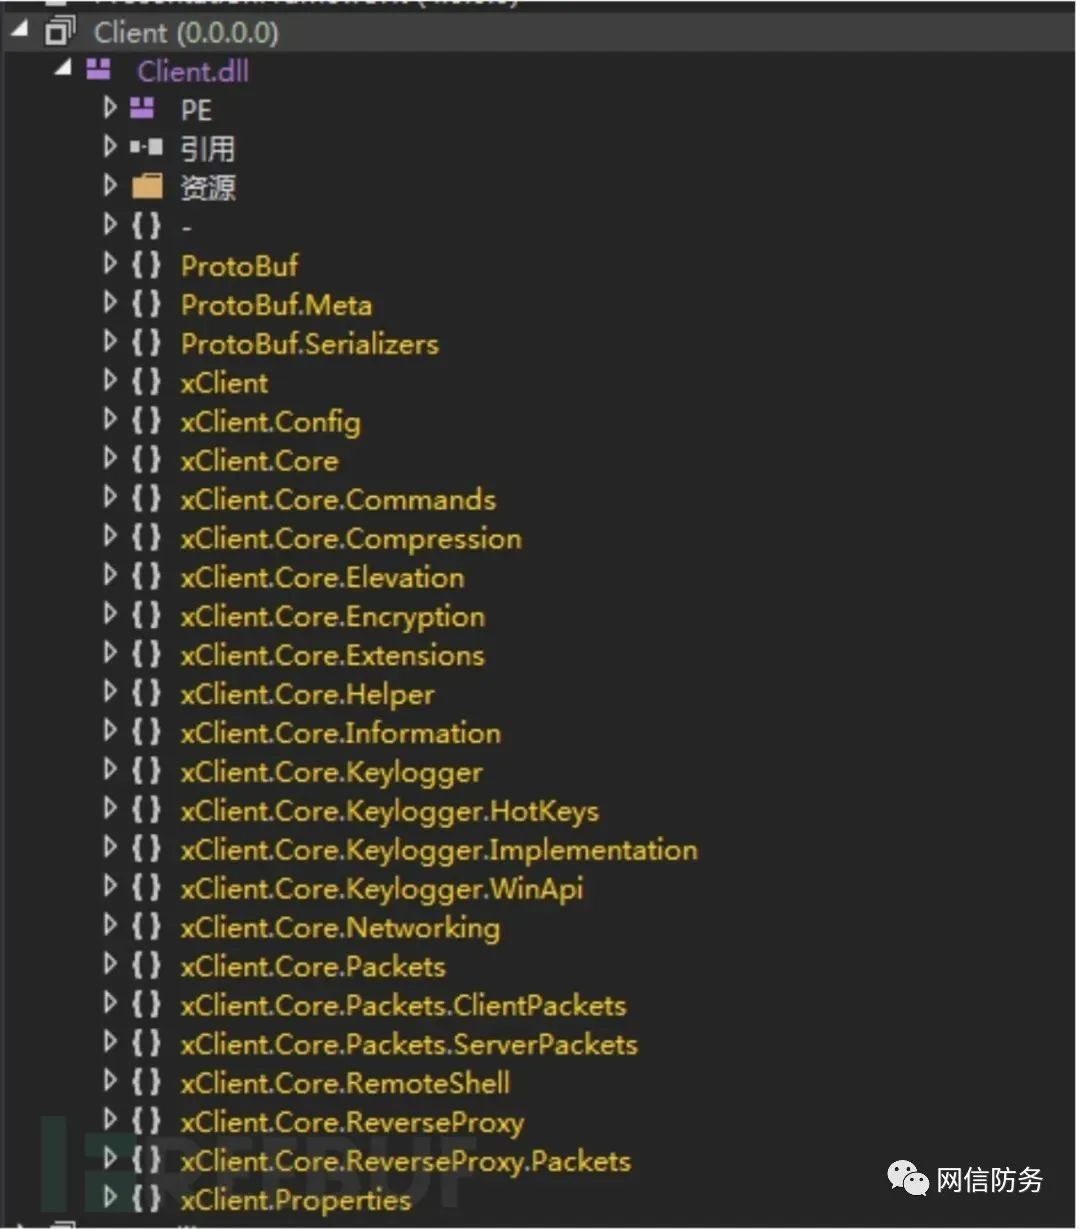 Client (0.0.0.0)
Client.dll
PE
引用
资源
-
ProtoBuf
ProtoBuf.Meta
ProtoBuf.Serializers
xClient
xClient.Config
xClient.Core
xClient.Core.Commands
xClient.Core.Compression
xClient.Core.Elevation
xClient.Core.Encryption
xClient.Core.Extensions
xClient.Core.Helper
xClient.Core.Information
xClient.Core.Keylogger
xClient.Core.Keylogger.HotKeys
xClient.Core.Keylogger.Implementation
xClient.Core.Keylogger.WinApi
xClient.Core.Networking
xClient.Core.Packets
xClient.Core.Packets.ClientPackets
xClient.Core.Packets.ServerPackets
xClient.Core.RemoteShell
xClient.Core.ReverseProxy
xClient.Core.ReverseProxy.Packets
xClient.Properties
REEBUF
网信防务